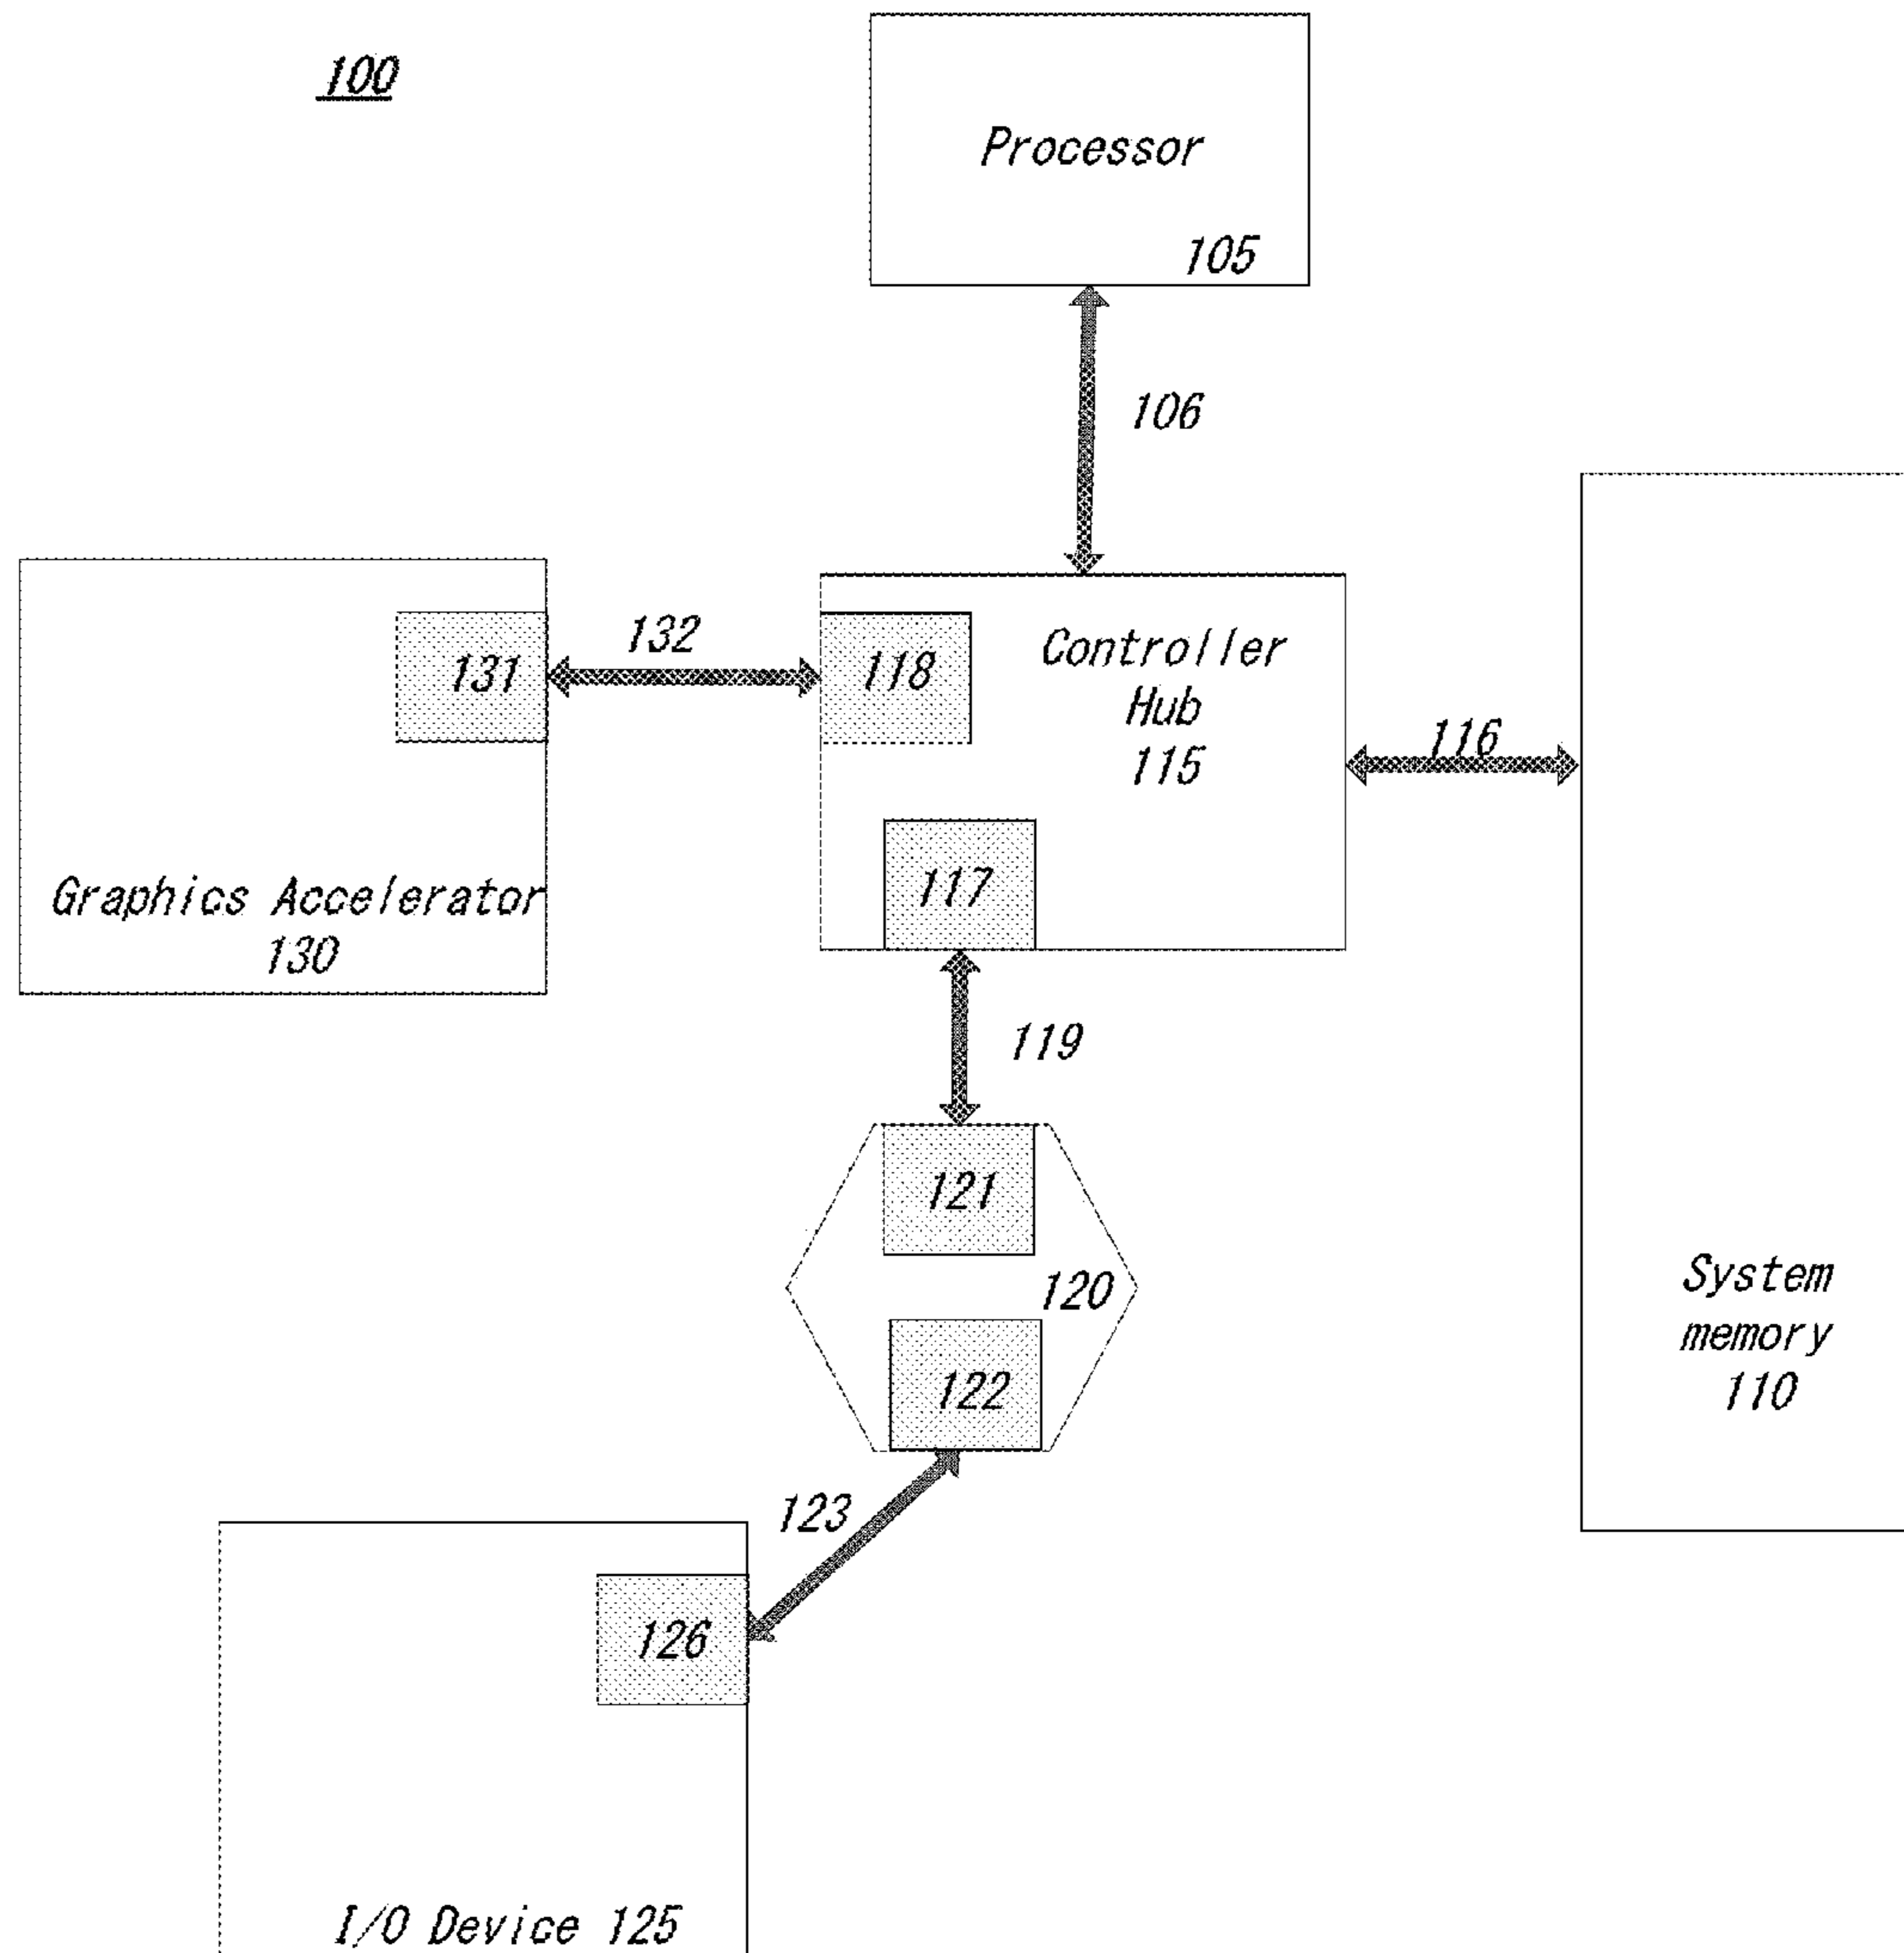 100
Processor
105
106
132
131
118
Controller
Hub
115
116
117
Graphics Accelerator
130
119
121
120
122
System
memory
110
123
126
I/O Device 125